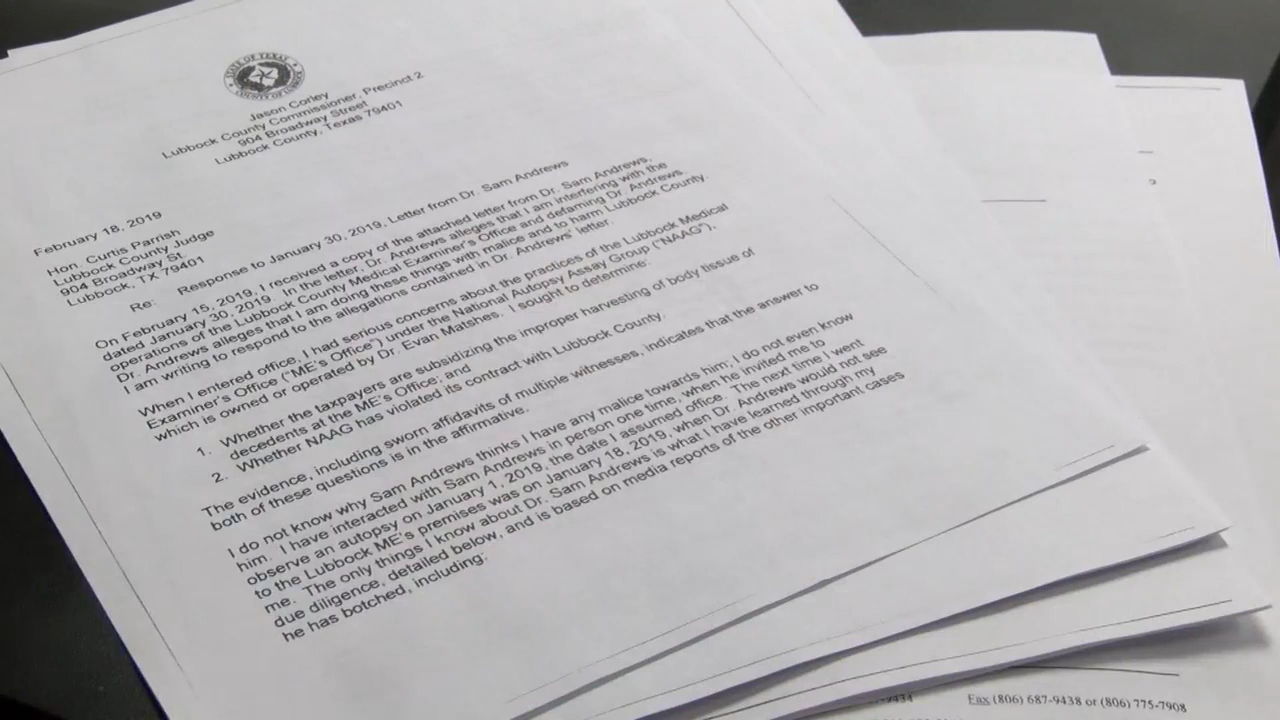 STATE OF TEXAS
COUNTY OF LUBBOCK
Jason Corley
Lubbock County Commissioner, Precinct 2
904 Broadway Street
Lubbock County, Texas 79401
February 18, 2019
Hon. Curtis Parrish
Lubbock County Judge
904 Broadway St.
Lubbock, TX 79401
Re: Response to January 30, 2019, Letter from Dr. Sam Andrews
On February 15, 2019, I received a copy of the attached letter from Dr. Sam Andrews,
dated January 30, 2019. In the letter, Dr. Andrews alleges that I am interfering with the
operations of the Lubbock County Medical Examiner's Office and defaming Dr. Andrews.
Dr. Andrews alleges that I am doing these things with malice and to harm Lubbock County.
I am writing to respond to the allegations contained in Dr. Andrews' letter.
When I entered office, I had serious concerns about the practices of the Lubbock Medical
Examiner's Office ("ME's Office") under the National Autopsy Assay Group ("NAAG"),
which is owned or operated by Dr. Evan Matshes. I sought to determine:
1. Whether the taxpayers are subsidizing the improper harvesting of body tissue of
decedents at the ME's Office; and
2. Whether NAAG has violated its contract with Lubbock County.
The evidence, including sworn affidavits of multiple witnesses, indicates that the answer to
both of these questions is in the affirmative.
I do not know why Sam Andrews thinks I have any malice towards him; I do not even know
him. I have interacted with Sam Andrews in person one time, when he invited me to
observe an autopsy on January 1, 2019, the date I assumed office. The next time I went
to the Lubbock ME's premises was on January 18, 2019, when Dr. Andrews would not see
me. The only things I know about Dr. Sam Andrews is what I have learned through my
due diligence, detailed below, and is based on media reports of the other important cases
he has botched, including:
Fax (806) 687-9438 or (806) 775-7908